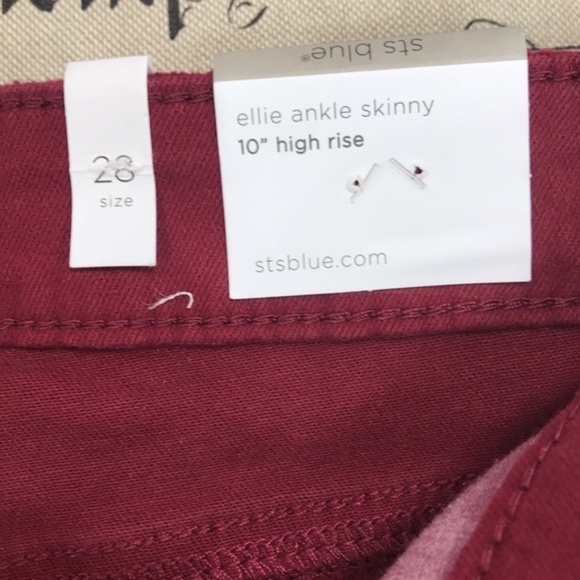 sts blue®
ellie ankle skinny
10" high rise
stsblue.com
28
size